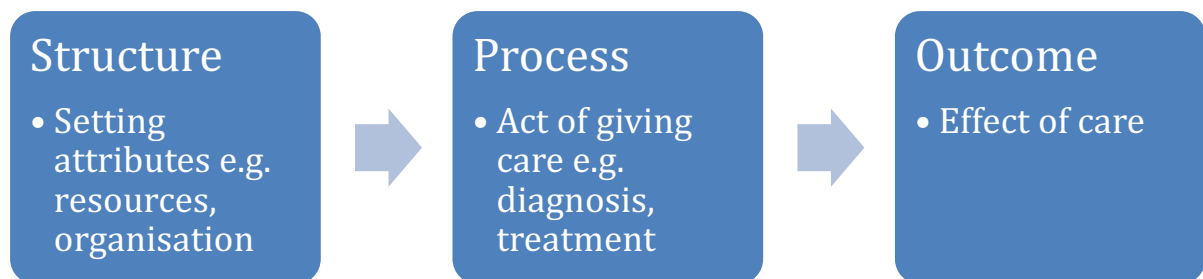 Structure
• Setting
attributes e.g.
resources,
organisation
Process
• Act of giving
care e.g.
diagnosis,
treatment
Outcome
• Effect of care